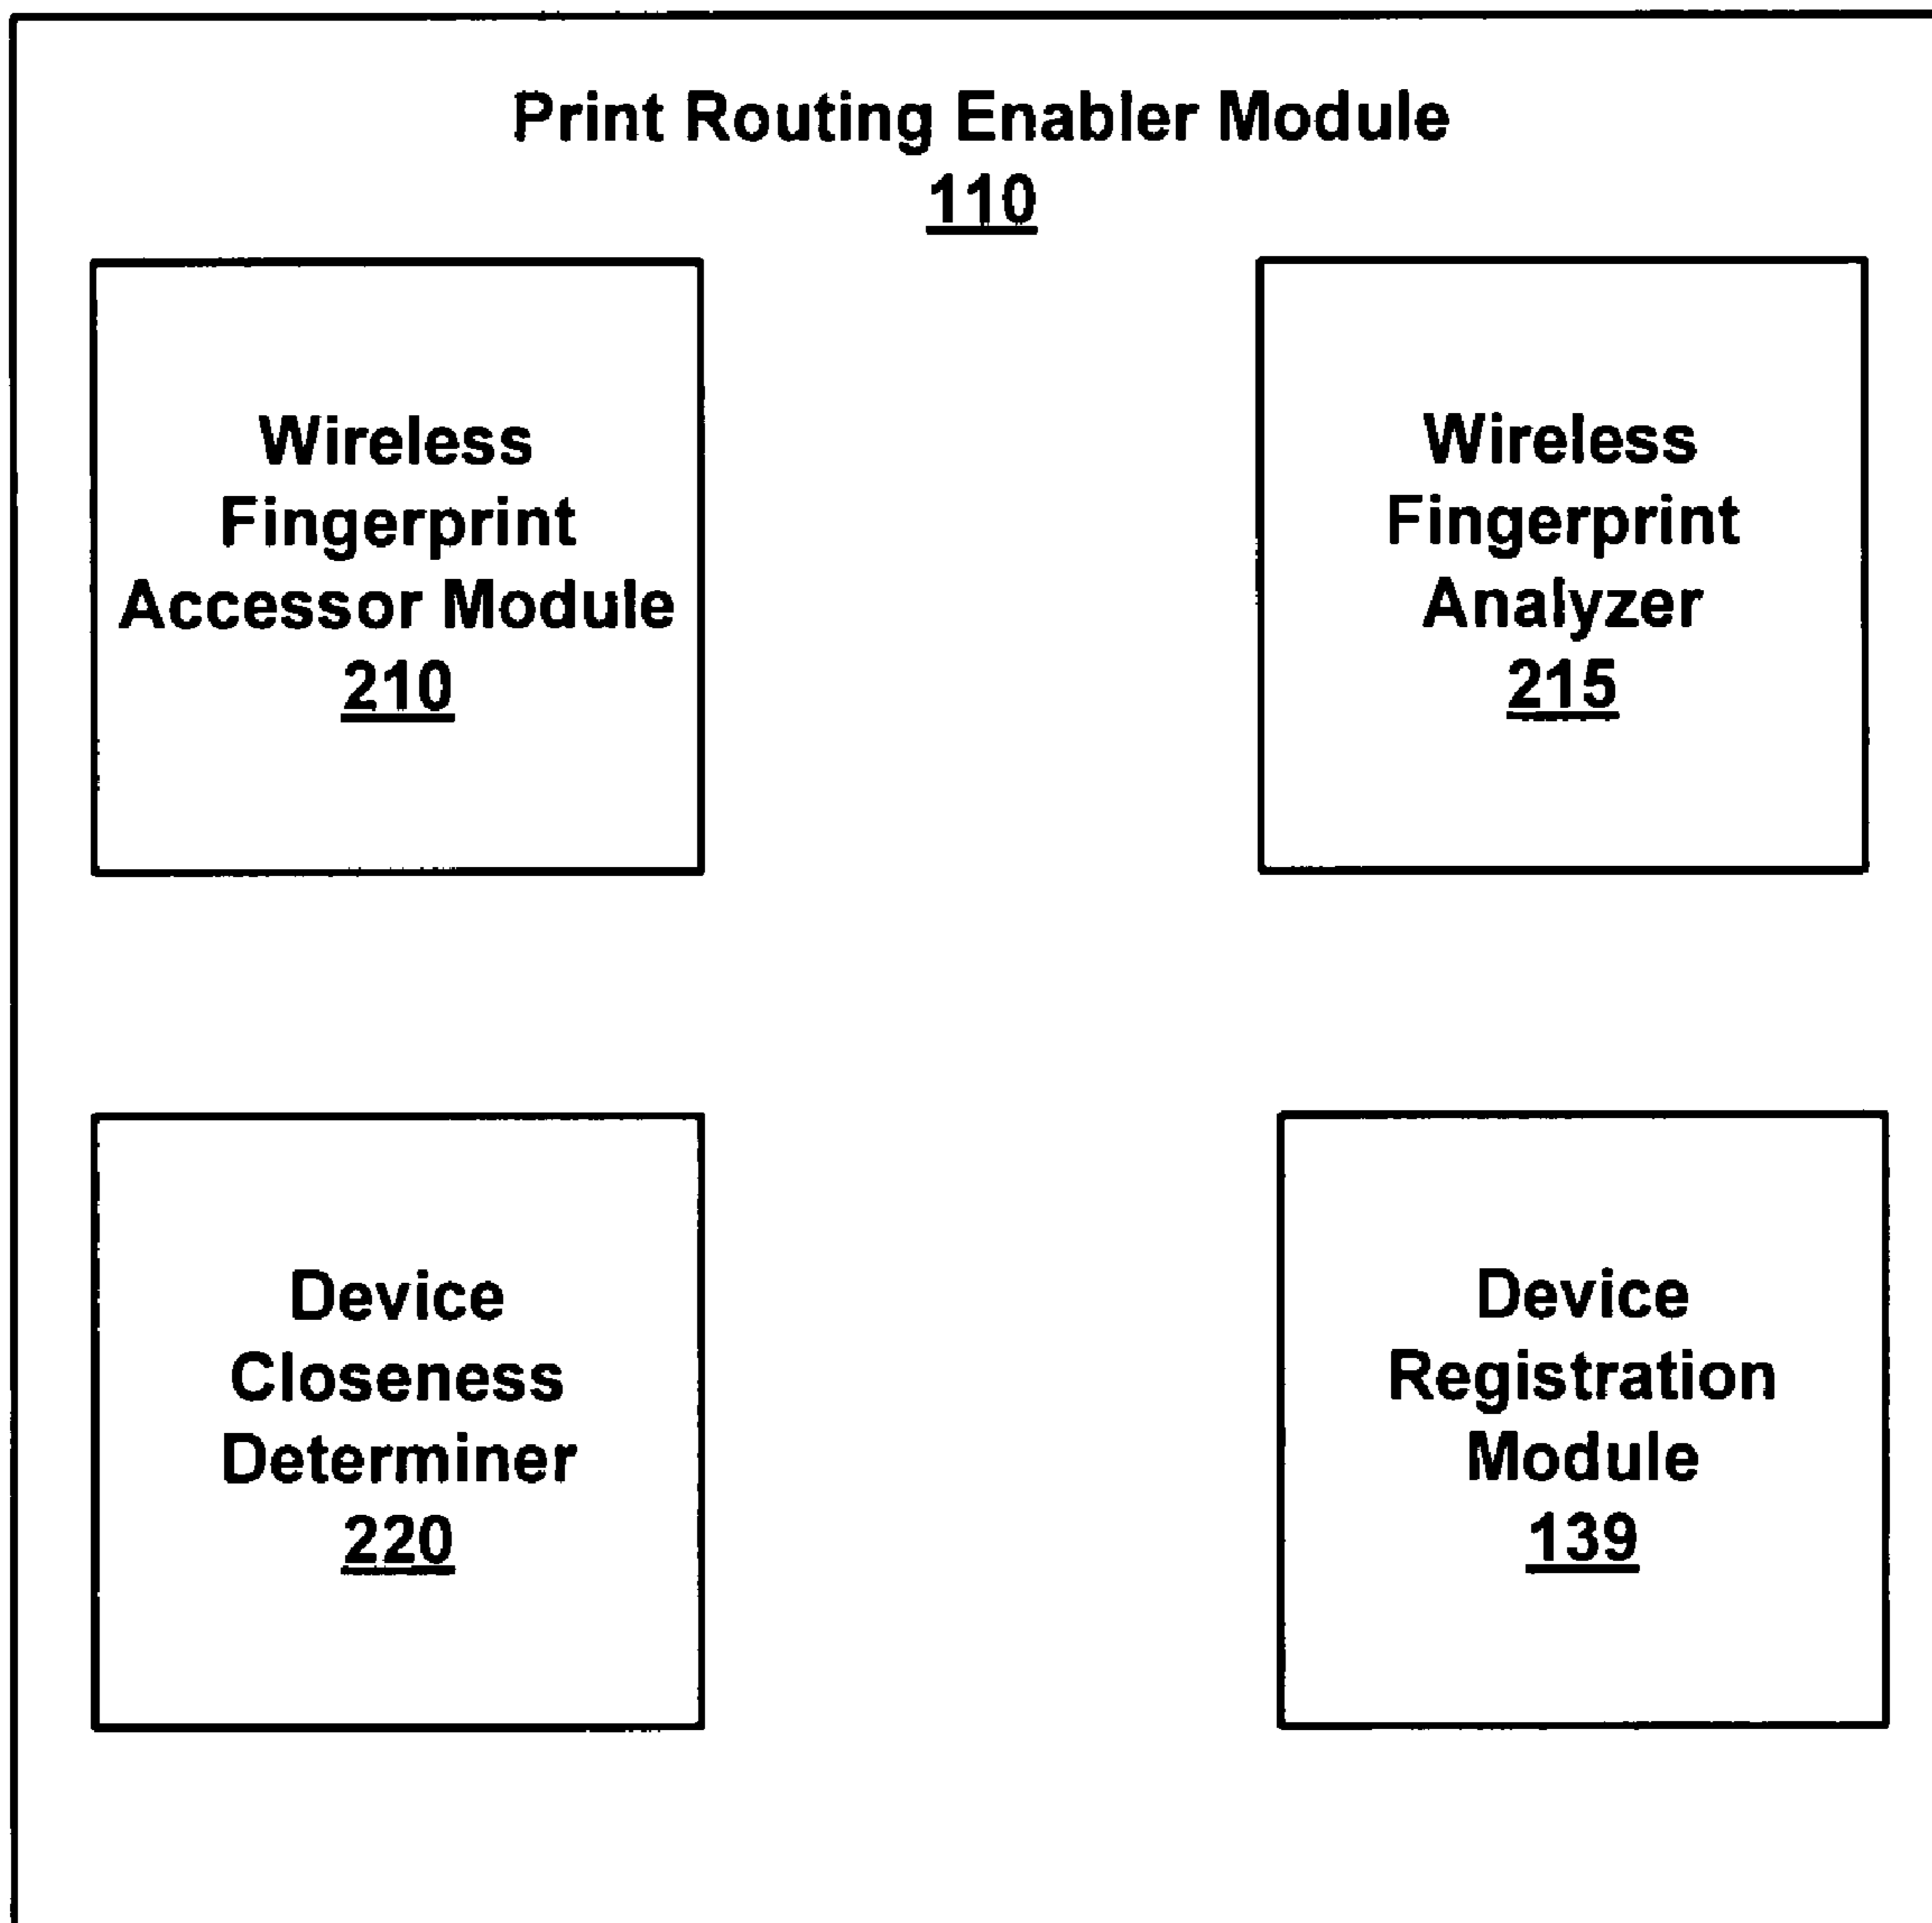 Print Routing Enabler Module
110
Wireless
Fingerprint
Accessor Module
210
Wireless
Fingerprint
Analyzer
215
Device
Closeness
Determiner
220
Device
Registration
Module
139